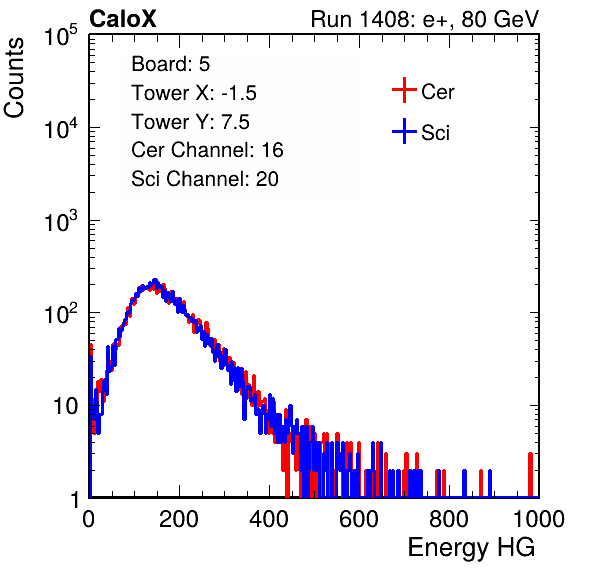 CaloX Run 1408: e+, 80 GeV
Counts
Board: 5
Tower X: -1.5
Tower Y: 7.5
Cer Channel: 16
Sci Channel: 20
Cer
Sci
10^5
10^4
10^3
10^2
10
1
0 200 400 600 800 1000
Energy HG